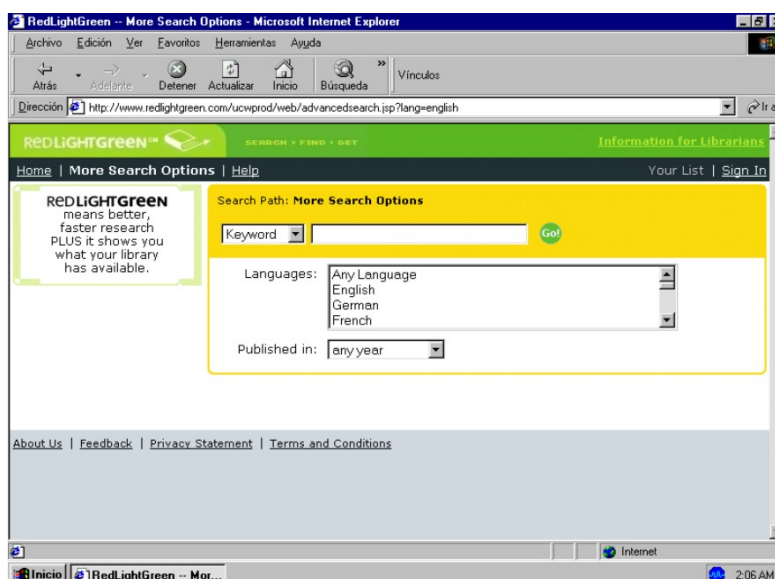 RedLightGreen -- More Search Options - Microsoft Internet Explorer
Archivo Edición Ver Favoritos Herramientas Ayuda
Atrás Adelante Detener Actualizar Inicio Búsqueda » Vínculos
Dirección http://www.redlightgreen.com/ucwprod/web/advancedsearch.jsp?lang=english Ir a
REDLIGHTGREEN SM SEARCH • FIND • GET Information for Librarians
Home | More Search Options | Help Your List | Sign In
REDLIGHTGREEN
means better,
faster research
PLUS it shows you
what your library
has available.
Search Path: More Search Options
Keyword Go!
Languages: Any Language
English
German
French
Published in: any year
About Us | Feedback | Privacy Statement | Terms and Conditions
Internet
Inicio RedLightGreen -- Mor... 2:06 AM